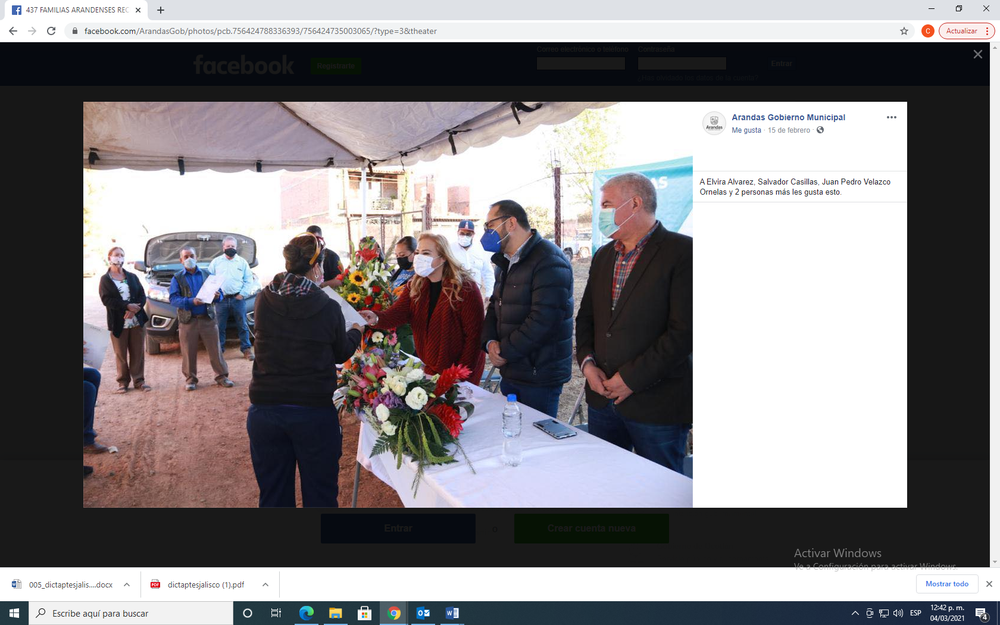 437 FAMILIAS ARANDENSES REC
facebook.com/ArandasGob/photos/pcb.756424788336393/756424735003065/?type=3&theater
C
Actualizar
facebook
Registrarte
Correo electrónico o teléfono
Contraseña
Entrar
¿Has olvidado los datos de la cuenta?
AS
Arandas
Arandas Gobierno Municipal
Me gusta · 15 de febrero ·
A Elvira Alvarez, Salvador Casillas, Juan Pedro Velazco
Ornelas y 2 personas más les gusta esto.
Entrar
o
Crear cuenta nueva
Activar Windows
Ve a Configuración para activar Windows.
005_dictaptesjalis....docx
PDF
dictaptesjalisco (1).pdf
Mostrar todo
Escribe aquí para buscar
ESP
12:42 p. m.
04/03/2021
4